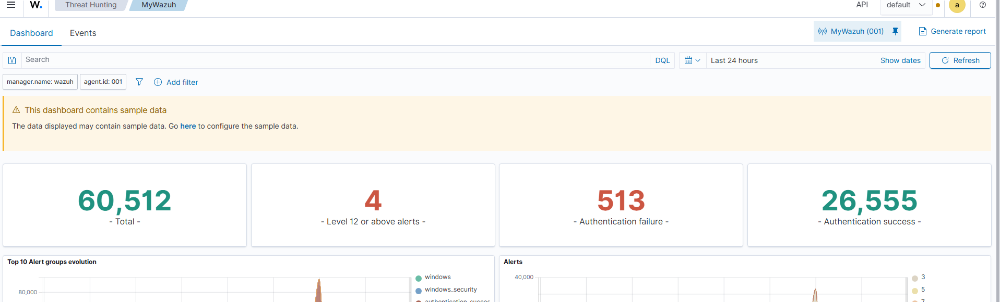 W. Threat Hunting MyWazuh API default a
Dashboard Events MyWazuh (001) Generate report
Search DQL Last 24 hours Show dates Refresh
manager.name: wazuh agent.id: 001 Add filter
This dashboard contains sample data
The data displayed may contain sample data. Go here to configure the sample data.
60,512 4 513 26,555
- Total - - Level 12 or above alerts - - Authentication failure - - Authentication success -
Top 10 Alert groups evolution Alerts
windows 40,000 3
80,000 windows_security 5